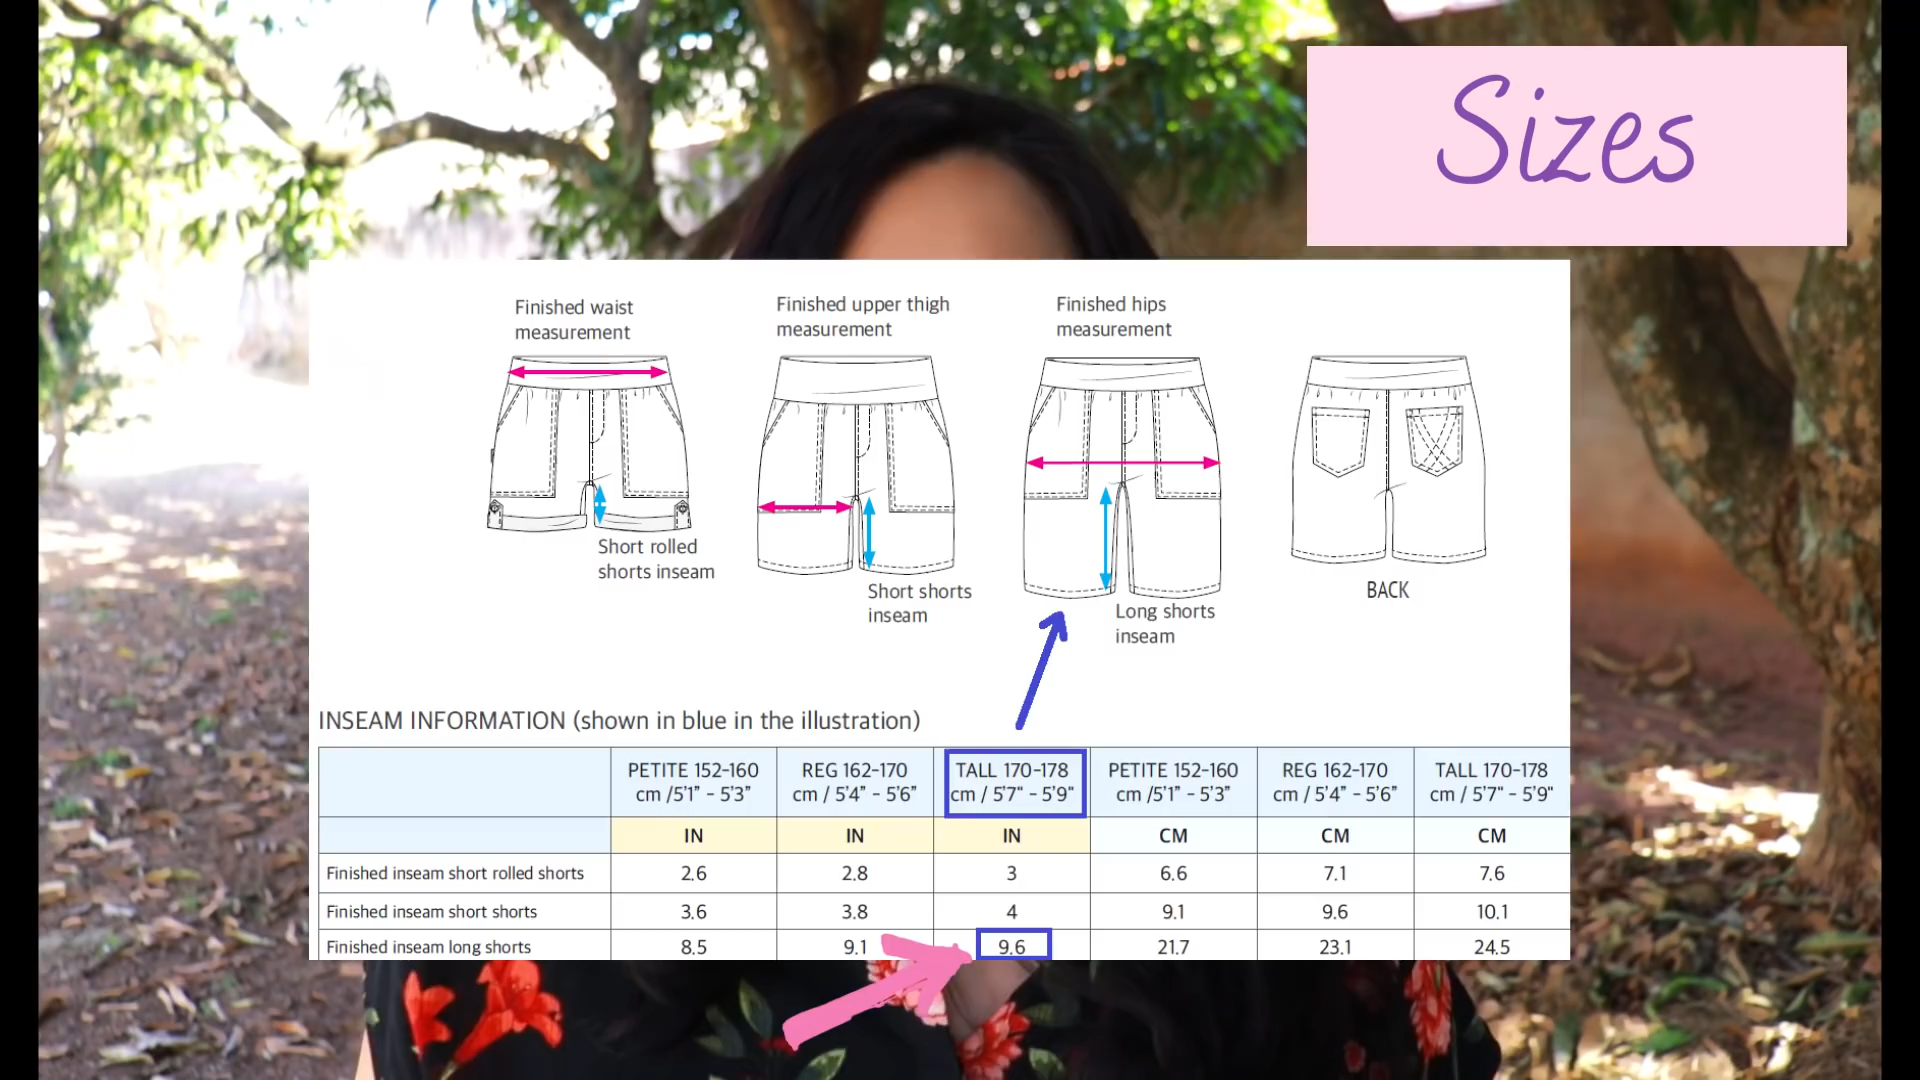 Sizes
Finished waist
measurement
Finished upper thigh
measurement
Finished hips
measurement
Short rolled
shorts inseam
Short shorts
inseam
Long shorts
inseam
BACK
INSEAM INFORMATION (shown in blue in the illustration)
PETITE 152-160 cm /5'1" - 5'3" REG 162-170 cm / 5'4" - 5'6" TALL 170-178 cm / 5'7" - 5'9" PETITE 152-160 cm /5'1" - 5'3" REG 162-170 cm / 5'4" - 5'6" TALL 170-178 cm / 5'7" - 5'9"
IN IN IN CM CM CM
Finished inseam short rolled shorts 2.6 2.8 3 6.6 7.1 7.6
Finished inseam short shorts 3.6 3.8 4 9.1 9.6 10.1
Finished inseam long shorts 8.5 9.1 9.6 21.7 23.1 24.5